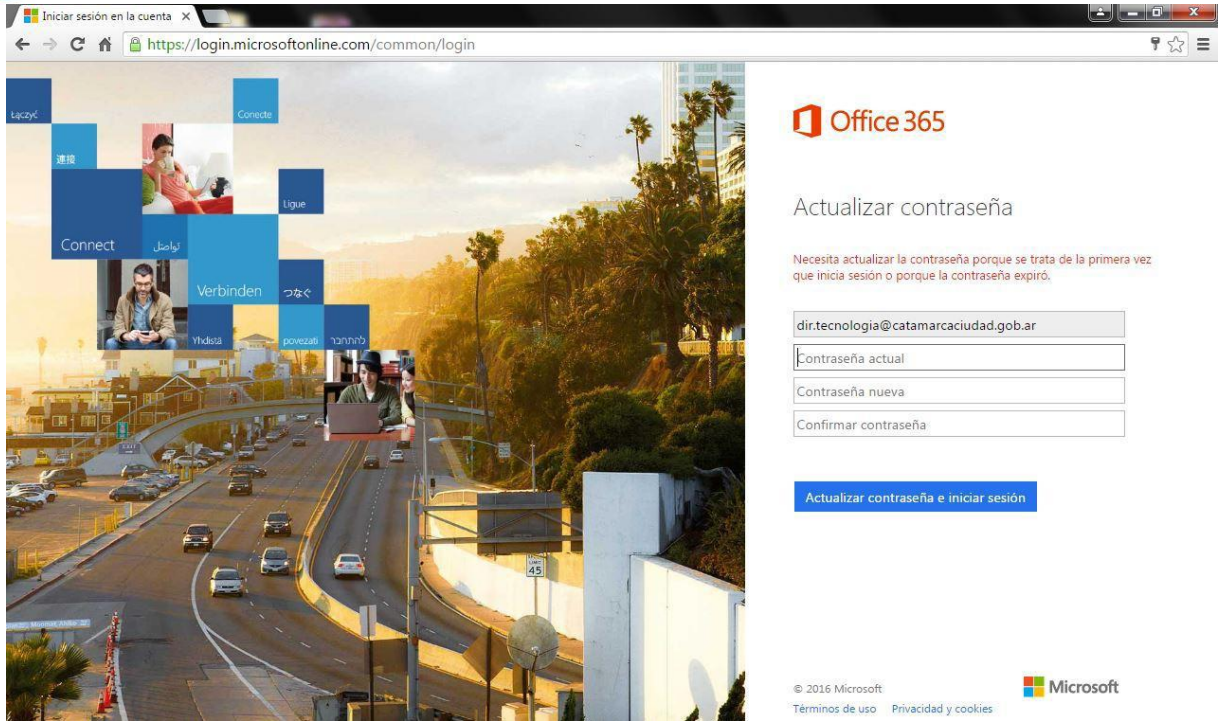 Iniciar sesión en la cuenta
https://login.microsoftonline.com/common/login
Łączyć
Conecte
連接
Ligue
Connect
تواصل
Verbinden
つなぐ
Yhdistä
povezati
להתחבר
EXIT
LIMIT
45
Office 365
Actualizar contraseña
Necesita actualizar la contraseña porque se trata de la primera vez
que inicia sesión o porque la contraseña expiró.
dir.tecnologia@catamarcaciudad.gob.ar
Contraseña actual
Contraseña nueva
Confirmar contraseña
Actualizar contraseña e iniciar sesión
© 2016 Microsoft
Términos de uso Privacidad y cookies
Microsoft